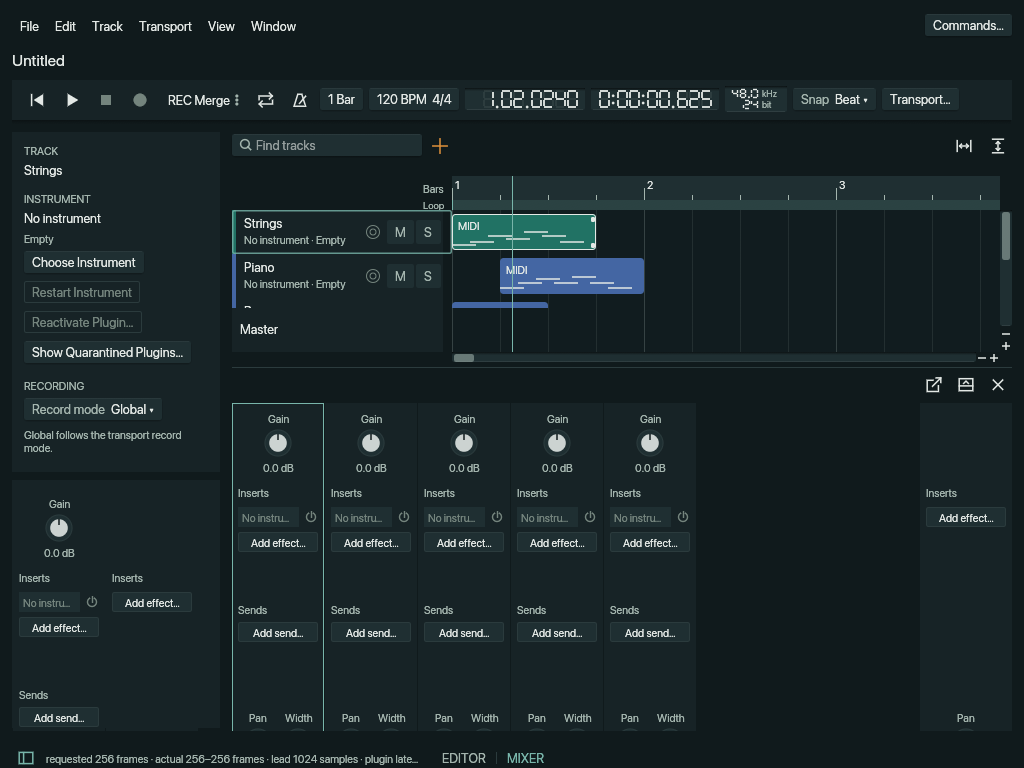 File Edit Track Transport View Window Commands...
Untitled
REC Merge 1 Bar 120 BPM 4/4 1.02.0240 0:00:00.625 48.0 kHz 24 bit Snap Beat Transport...
TRACK
Strings
INSTRUMENT
No instrument
Empty
Choose Instrument
Restart Instrument
Reactivate Plugin...
Show Quarantined Plugins...
RECORDING
Record mode Global
Global follows the transport record
mode.
Gain
0.0 dB
Inserts Inserts
No instru... Add effect...
Add effect...
Sends
Add send...
Find tracks
Bars 1 2 3
Loop
Strings M S MIDI
No instrument · Empty
Piano M S MIDI
No instrument · Empty
Master
Gain Gain Gain Gain Gain
0.0 dB 0.0 dB 0.0 dB 0.0 dB 0.0 dB
Inserts Inserts Inserts Inserts Inserts Inserts
No instru... No instru... No instru... No instru... No instru... Add effect...
Add effect... Add effect... Add effect... Add effect... Add effect...
Sends Sends Sends Sends Sends
Add send... Add send... Add send... Add send... Add send...
Pan Width Pan Width Pan Width Pan Width Pan Width Pan
requested 256 frames · actual 256–256 frames · lead 1024 samples · plugin late... EDITOR MIXER